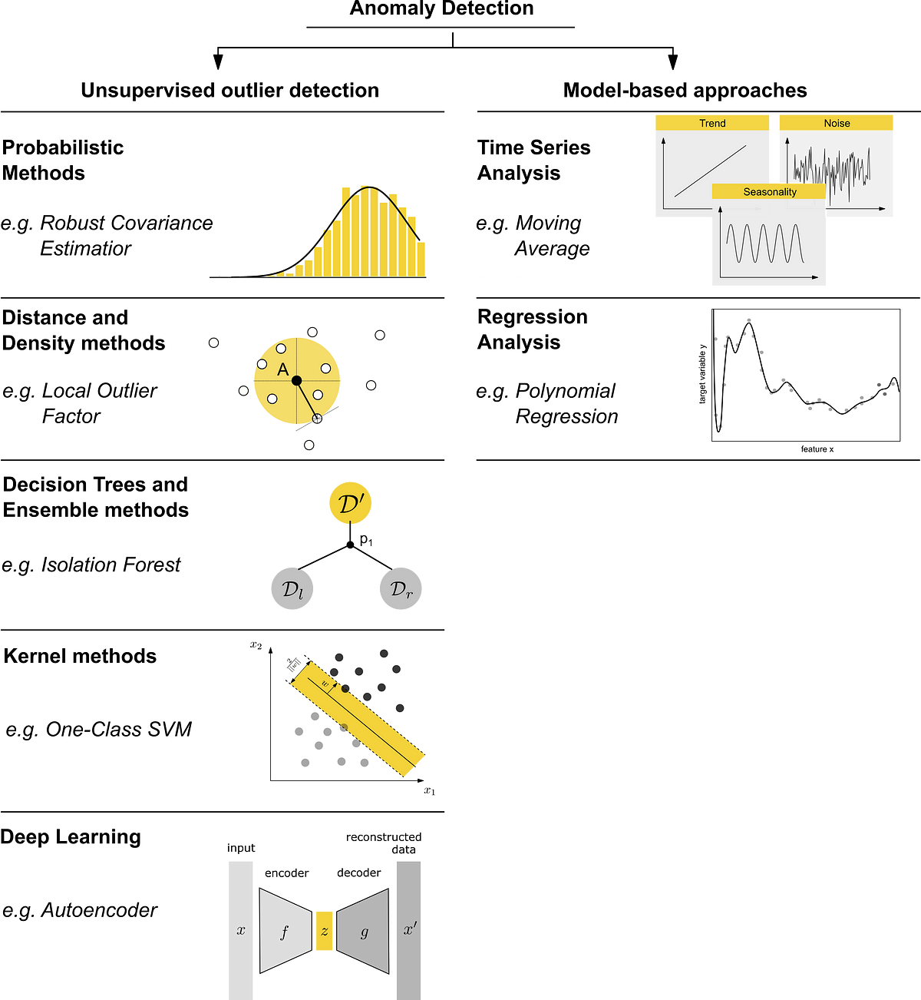 Anomaly Detection
Unsupervised outlier detection
Probabilistic
Methods
e.g. Robust Covariance
Estimatior
Distance and
Density methods
e.g. Local Outlier
Factor
A
Decision Trees and
Ensemble methods
e.g. Isolation Forest
𝒟′
p₁
𝒟ₗ
𝒟ᵣ
Kernel methods
e.g. One-Class SVM
x₂
2
||w||
w
x₁
Deep Learning
e.g. Autoencoder
input
encoder
decoder
reconstructed
data
x
f
z
g
x′
Model-based approaches
Time Series
Analysis
e.g. Moving
Average
Trend
Noise
Seasonality
Regression
Analysis
e.g. Polynomial
Regression
target variable y
feature x